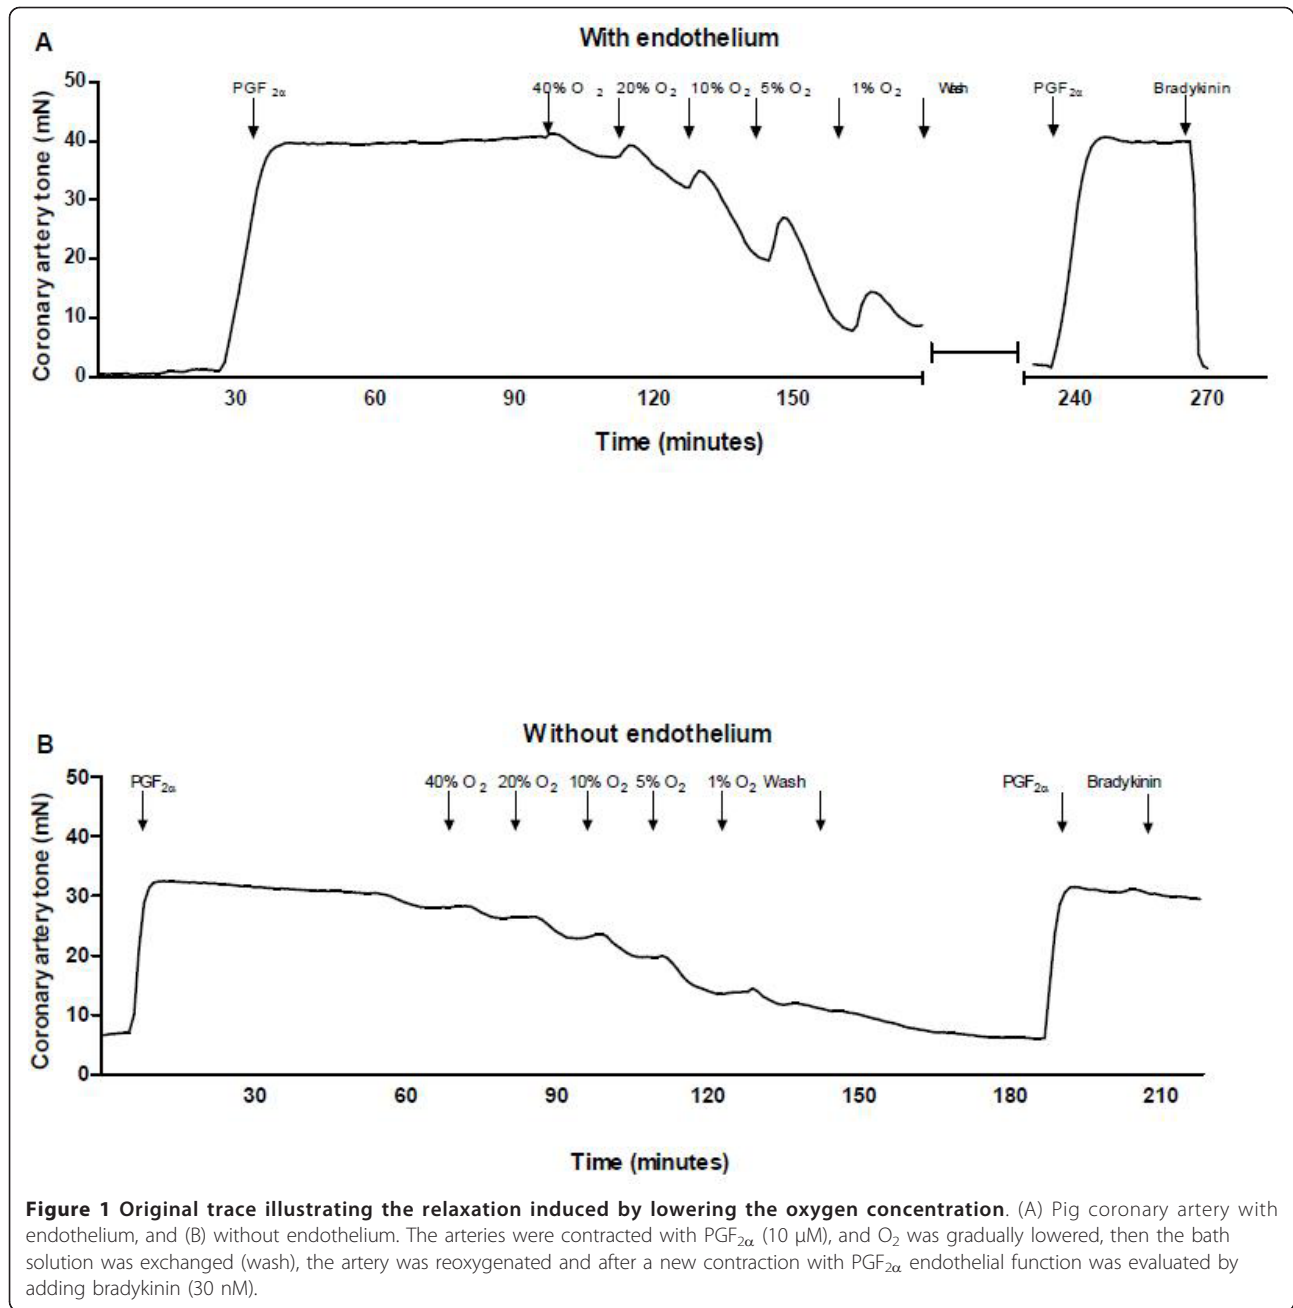 A
With endothelium
PGF2α 40% O2 20% O2 10% O2 5% O2 1% O2 PGF2α Bradykinin
Coronary artery tone (mN)
50
40
30
20
10
0
30 60 90 120 150 240 270
Time (minutes)
B
Without endothelium
PGF2α 40% O2 20% O2 10% O2 5% O2 1% O2 Wash PGF2α Bradykinin
Coronary artery tone (mN)
50
40
30
20
10
0
30 60 90 120 150 180 210
Time (minutes)
Figure 1 Original trace illustrating the relaxation induced by lowering the oxygen concentration. (A) Pig coronary artery with
endothelium, and (B) without endothelium. The arteries were contracted with PGF2α (10 μM), and O2 was gradually lowered, then the bath
solution was exchanged (wash), the artery was reoxygenated and after a new contraction with PGF2α endothelial function was evaluated by
adding bradykinin (30 nM).